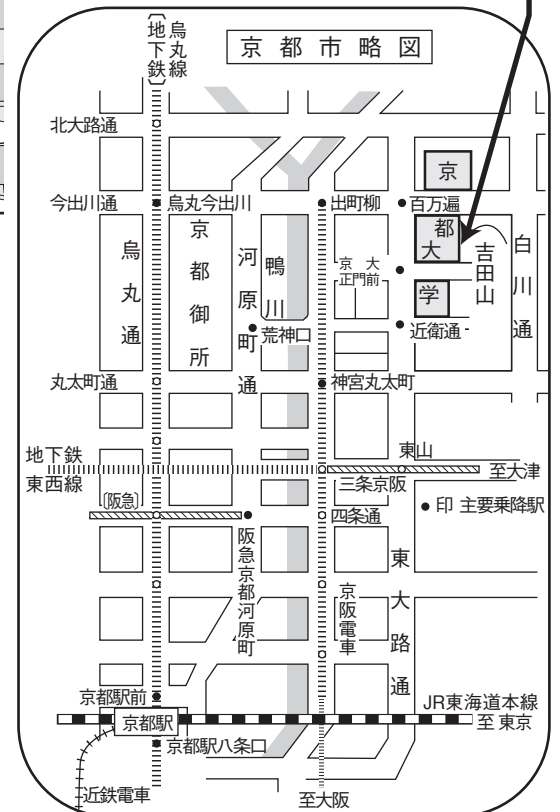 京都市略図
地下鉄烏丸線
北大路通
今出川通
烏丸今出川
出町柳
百万遍
京都大学
吉田山
白川通
烏丸通
京都御所
河原町通
鴨川
京大正門前
荒神口
近衛通
丸太町通
神宮丸太町
地下鉄
東西線
東山
至大津
三条京阪
〔阪急〕
四条通
●印 主要乗降駅
阪急京都河原町
京阪電車
東大路通
京都駅前
JR東海道本線
京都駅
至東京
京都駅八条口
近鉄電車
至大阪